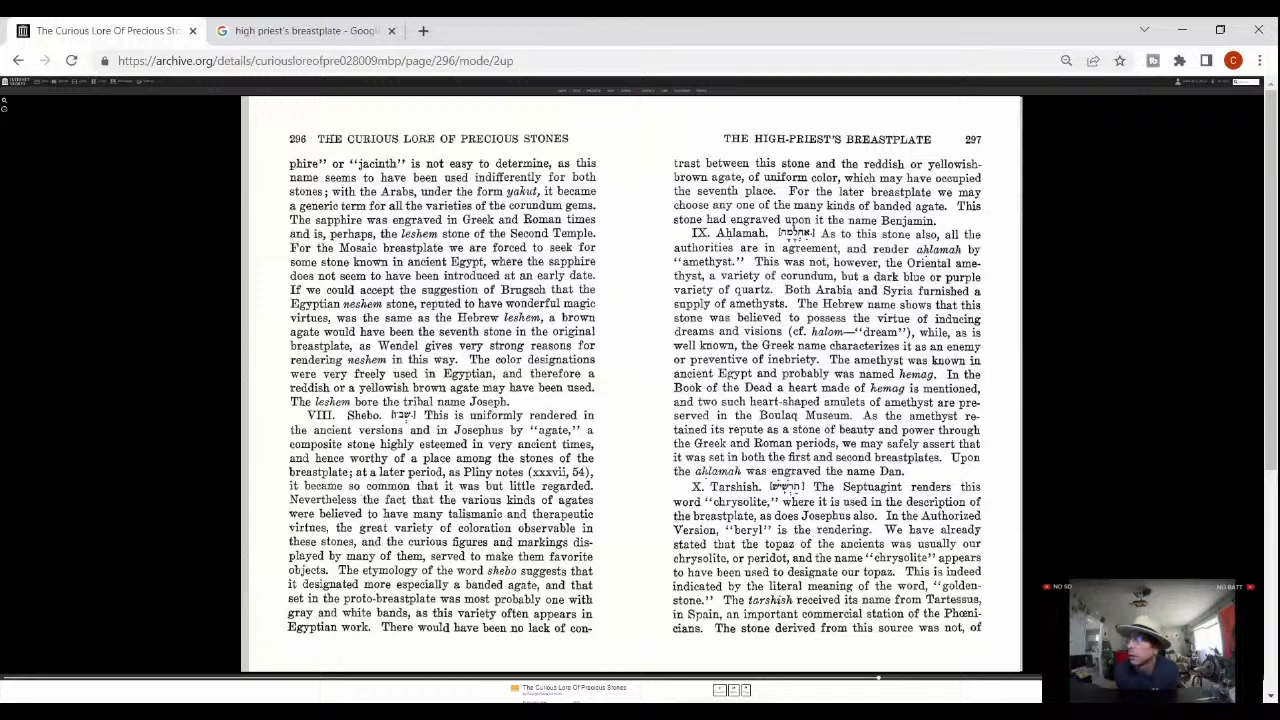 The Curious Lore Of Precious Sto
high priest's breastplate - Google
https://archive.org/details/curiousloreofpre028009mbp/page/296/mode/2up
C
296 THE CURIOUS LORE OF PRECIOUS STONES
phire" or "jacinth" is not easy to determine, as this
name seems to have been used indifferently for both
stones; with the Arabs, under the form yakut, it became
a generic term for all the varieties of the corundum gems.
The sapphire was engraved in Greek and Roman times
and is, perhaps, the leshem stone of the Second Temple.
For the Mosaic breastplate we are forced to seek for
some stone known in ancient Egypt, where the sapphire
does not seem to have been introduced at an early date.
If we could accept the suggestion of Brugsch that the
Egyptian neshem stone, reputed to have wonderful magic
virtues, was the same as the Hebrew leshem, a brown
agate would have been the seventh stone in the original
breastplate, as Wendel gives very strong reasons for
rendering neshem in this way. The color designations
were very freely used in Egyptian, and therefore a
reddish or a yellowish brown agate may have been used.
The leshem bore the tribal name Joseph.
VIII. Shebo. [שְׁבוֹ.] This is uniformly rendered in
the ancient versions and in Josephus by "agate," a
composite stone highly esteemed in very ancient times,
and hence worthy of a place among the stones of the
breastplate; at a later period, as Pliny notes (xxxvii, 54),
it became so common that it was but little regarded.
Nevertheless the fact that the various kinds of agates
were believed to have many talismanic and therapeutic
virtues, the great variety of coloration observable in
these stones, and the curious figures and markings dis-
played by many of them, served to make them favorite
objects. The etymology of the word shebo suggests that
it designated more especially a banded agate, and that
set in the proto-breastplate was most probably one with
gray and white bands, as this variety often appears in
Egyptian work. There would have been no lack of con-
THE HIGH-PRIEST'S BREASTPLATE 297
trast between this stone and the reddish or yellowish-
brown agate, of uniform color, which may have occupied
the seventh place. For the later breastplate we may
choose any one of the many kinds of banded agate. This
stone had engraved upon it the name Benjamin.
IX. Aḥlamah. [אַחְלָמָה.] As to this stone also, all the
authorities are in agreement, and render aḥlamah by
"amethyst." This was not, however, the Oriental ame-
thyst, a variety of corundum, but a dark blue or purple
variety of quartz. Both Arabia and Syria furnished a
supply of amethysts. The Hebrew name shows that this
stone was believed to possess the virtue of inducing
dreams and visions (cf. halom—"dream"), while, as is
well known, the Greek name characterizes it as an enemy
or preventive of inebriety. The amethyst was known in
ancient Egypt and probably was named hemag. In the
Book of the Dead a heart made of hemag is mentioned,
and two such heart-shaped amulets of amethyst are pre-
served in the Boulaq Museum. As the amethyst re-
tained its repute as a stone of beauty and power through
the Greek and Roman periods, we may safely assert that
it was set in both the first and second breastplates. Upon
the aḥlamah was engraved the name Dan.
X. Tarshish. [תַּרְשִׁישׁ] The Septuagint renders this
word "chrysolite," where it is used in the description of
the breastplate, as does Josephus also. In the Authorized
Version, "beryl" is the rendering. We have already
stated that the topaz of the ancients was usually our
chrysolite, or peridot, and the name "chrysolite" appears
to have been used to designate our topaz. This is indeed
indicated by the literal meaning of the word, "golden-
stone." The tarshish received its name from Tartessus,
in Spain, an important commercial station of the Phœni-
cians. The stone derived from this source was not, of
NO SD
NO BATT
The Curious Lore Of Precious Stones